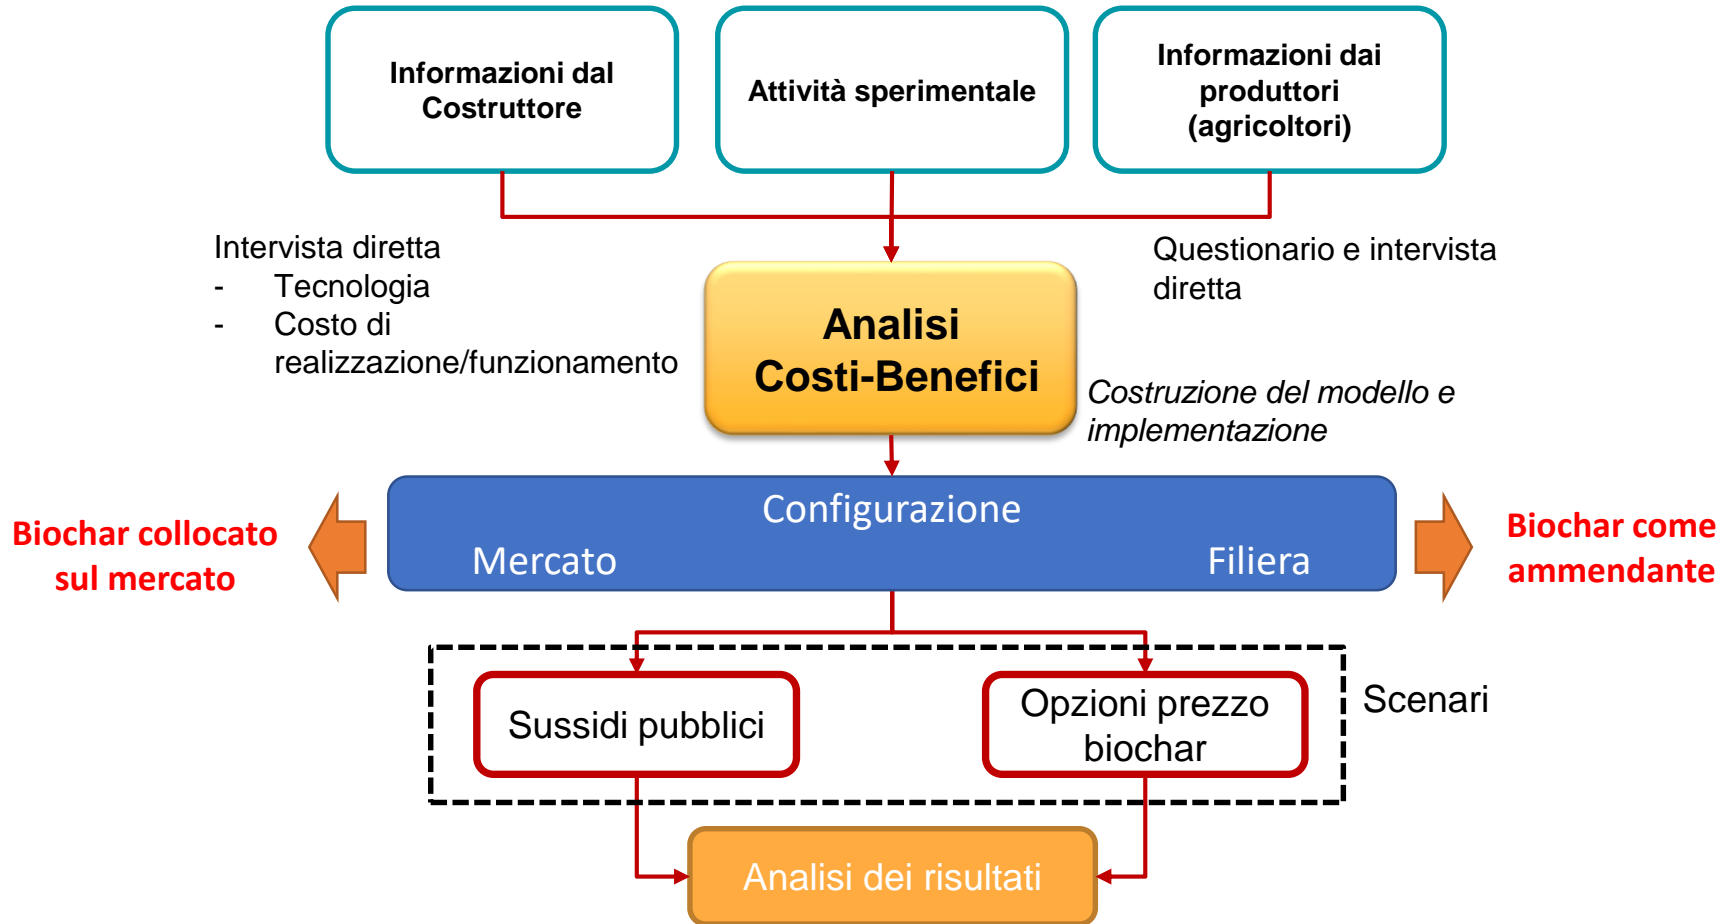 Informazioni dal
Costruttore
Attività sperimentale
Informazioni dai
produttori
(agricoltori)
Intervista diretta
- Tecnologia
- Costo di
realizzazione/funzionamento
Questionario e intervista
diretta
Analisi
Costi-Benefici
Costruzione del modello e
implementazione
Configurazione
Mercato Filiera
Biochar collocato
sul mercato
Biochar come
ammendante
Sussidi pubblici
Opzioni prezzo
biochar
Scenari
Analisi dei risultati